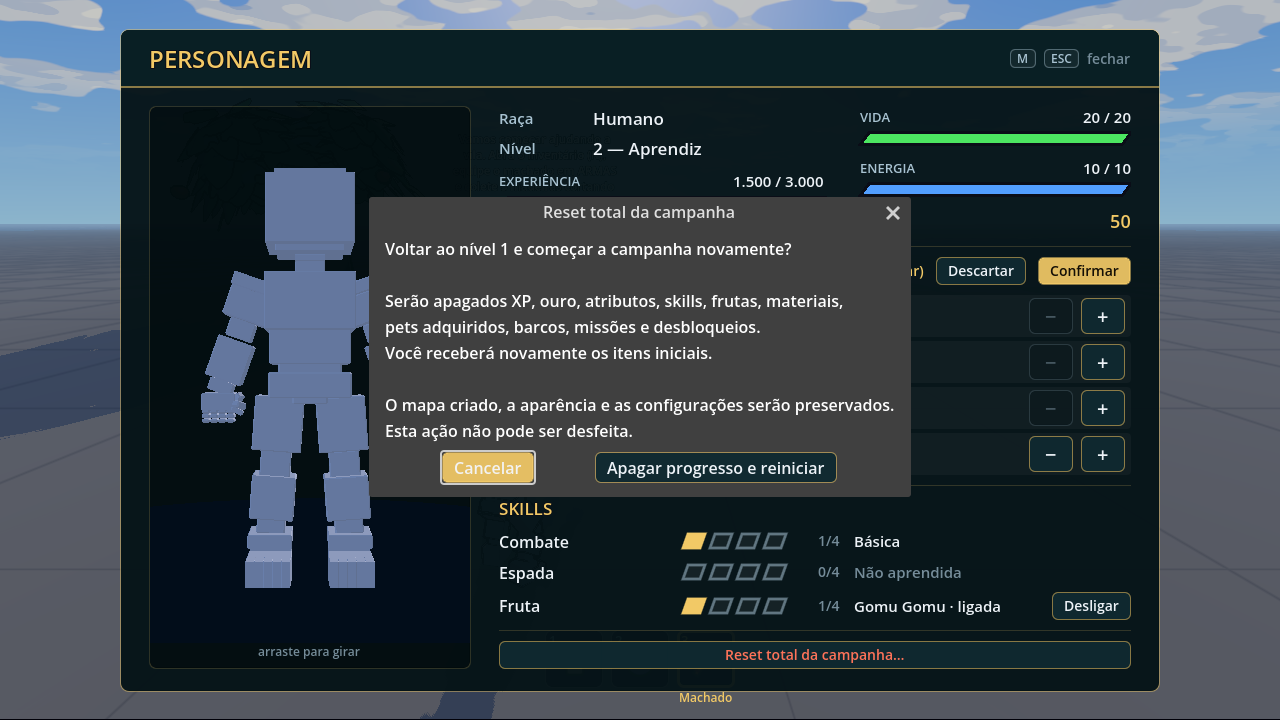 PERSONAGEM
M ESC fechar
Raça Humano
Nível 2 — Aprendiz
EXPERIÊNCIA 1.500 / 3.000
VIDA 20 / 20
ENERGIA 10 / 10
50
Reset total da campanha
Voltar ao nível 1 e começar a campanha novamente?
Serão apagados XP, ouro, atributos, skills, frutas, materiais,
pets adquiridos, barcos, missões e desbloqueios.
Você receberá novamente os itens iniciais.
O mapa criado, a aparência e as configurações serão preservados.
Esta ação não pode ser desfeita.
Cancelar Apagar progresso e reiniciar
ar) Descartar Confirmar
− +
− +
− +
− +
SKILLS
Combate 1/4 Básica
Espada 0/4 Não aprendida
Fruta 1/4 Gomu Gomu · ligada Desligar
Reset total da campanha...
arraste para girar
Machado